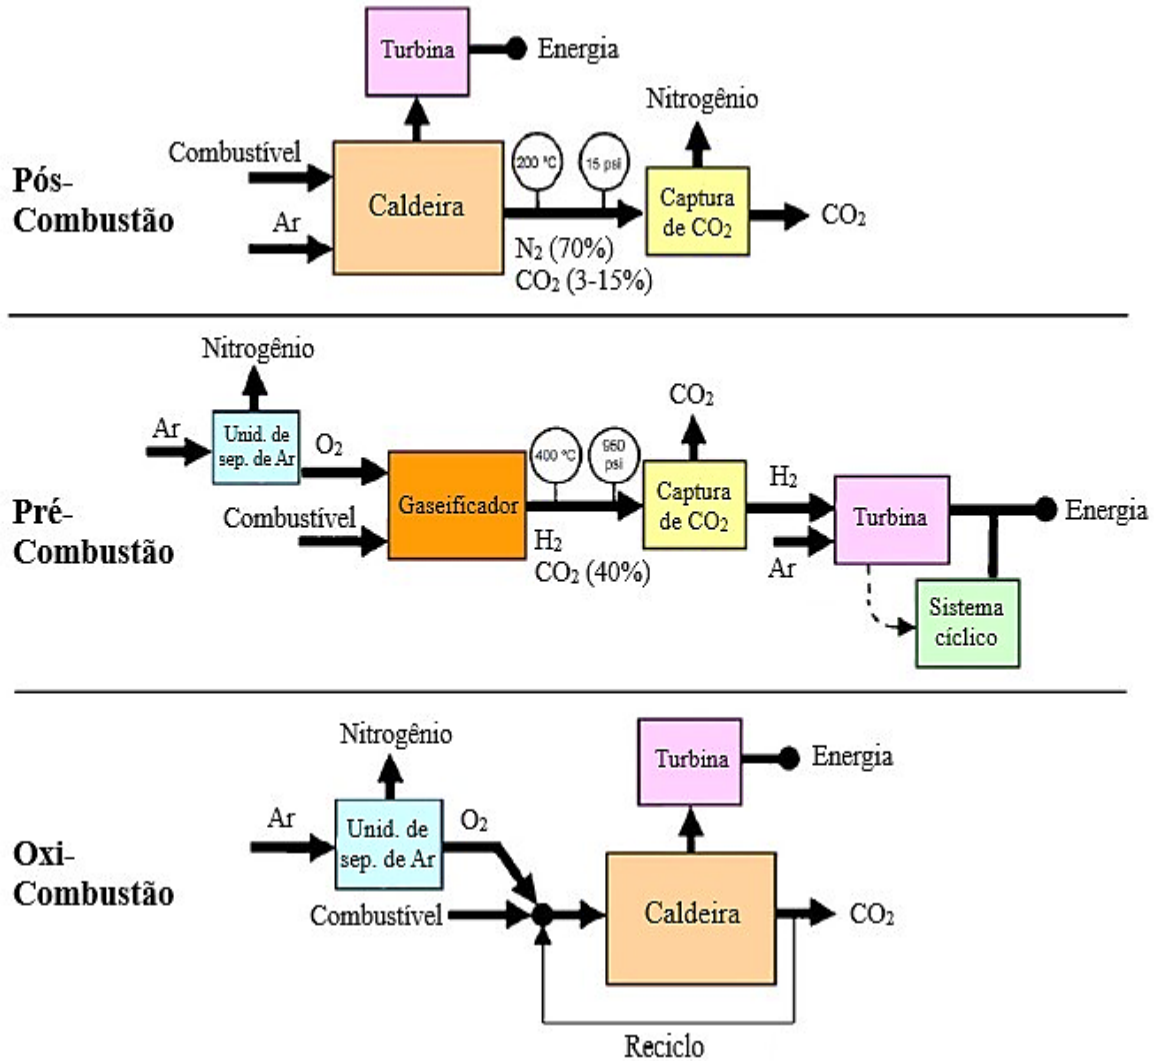 Turbina
Energia
Nitrogênio
Combustível
200 °C
15 psi
Pós-
Combustão
Caldeira
Captura
de CO₂
CO₂
Ar
N₂ (70%)
CO₂ (3-15%)
Nitrogênio
CO₂
Ar
Unid. de
sep. de Ar
O₂
400 °C
950
psi
Pré-
Combustão
Combustível
Gaseificador
Captura
de CO₂
H₂
Turbina
Energia
H₂
CO₂ (40%)
Ar
Sistema
cíclico
Nitrogênio
Turbina
Energia
Ar
Unid. de
sep. de Ar
O₂
Oxi-
Combustão
Combustível
Caldeira
CO₂
Reciclo